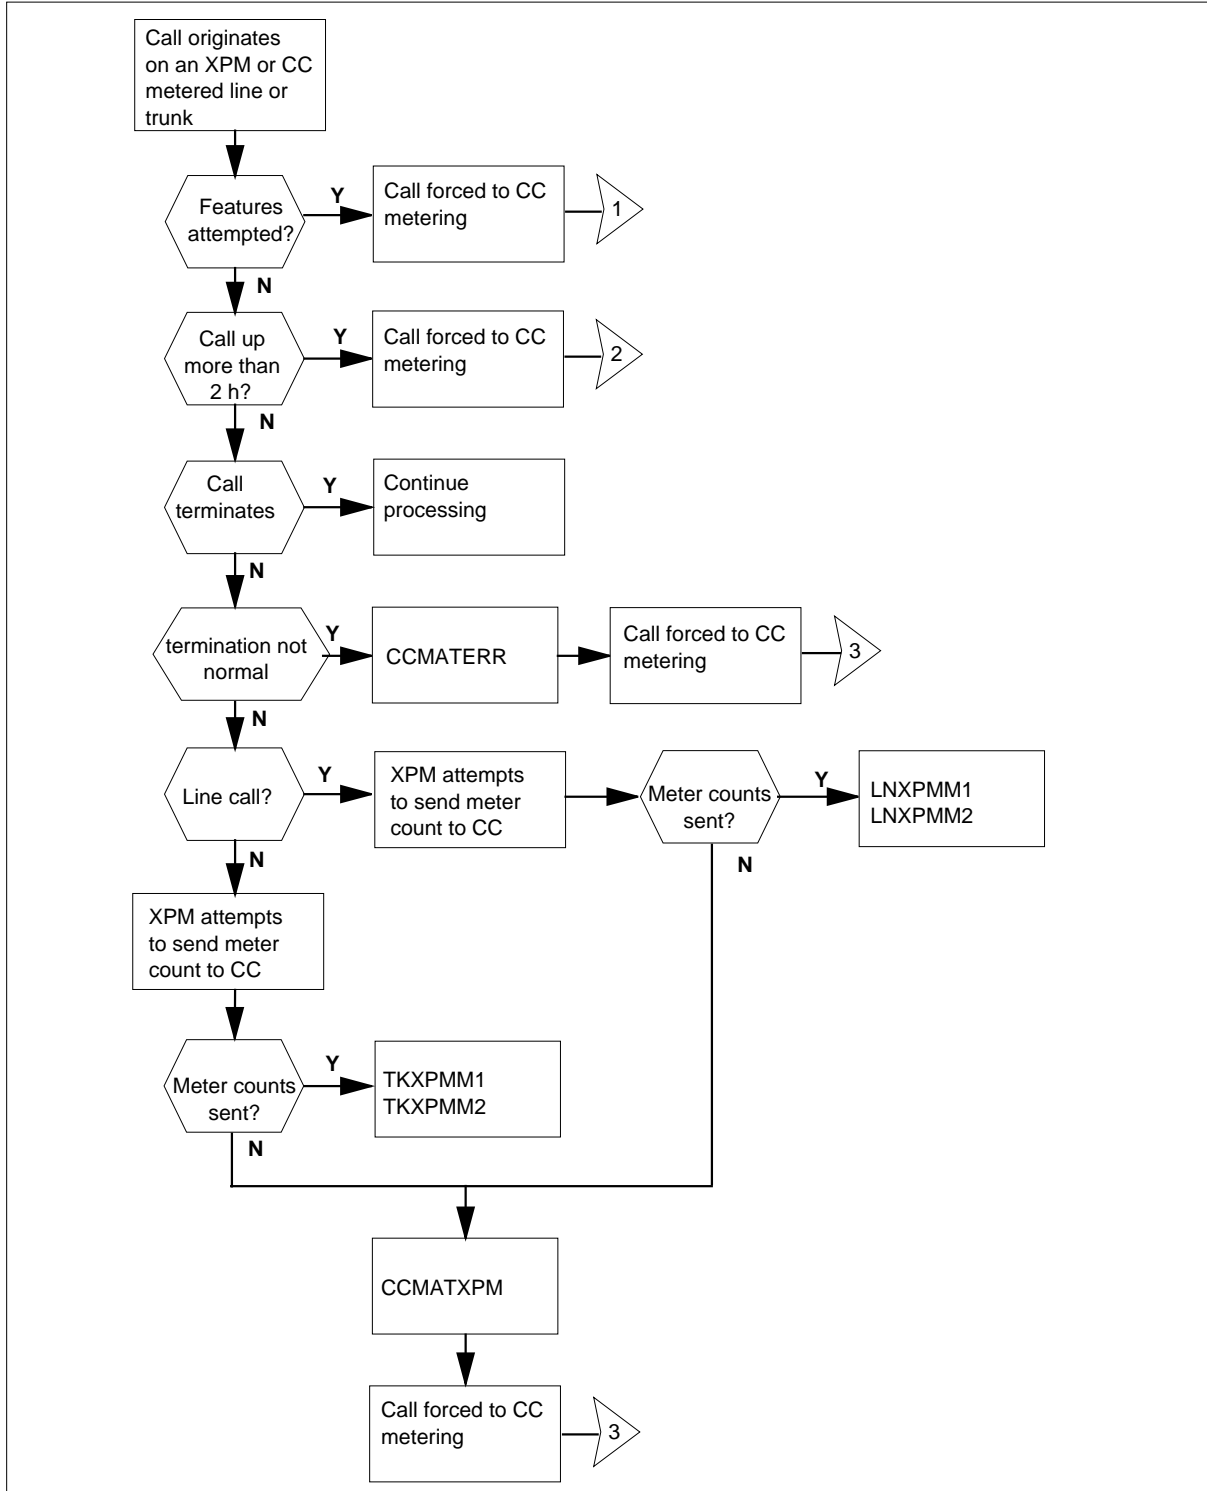 Call originates
on an XPM or CC
metered line or
trunk
Features
attempted?
Y
Call forced to CC
metering
1
N
Call up
more than
2 h?
Y
Call forced to CC
metering
2
N
Call
terminates
Y
Continue
processing
N
termination not
normal
Y
CCMATERR
Call forced to CC
metering
3
N
Line call?
Y
XPM attempts
to send meter
count to CC
Meter counts
sent?
Y
LNXPMM1
LNXPMM2
N
N
XPM attempts
to send meter
count to CC
Meter counts
sent?
Y
TKXPMM1
TKXPMM2
N
CCMATXPM
Call forced to CC
metering
3